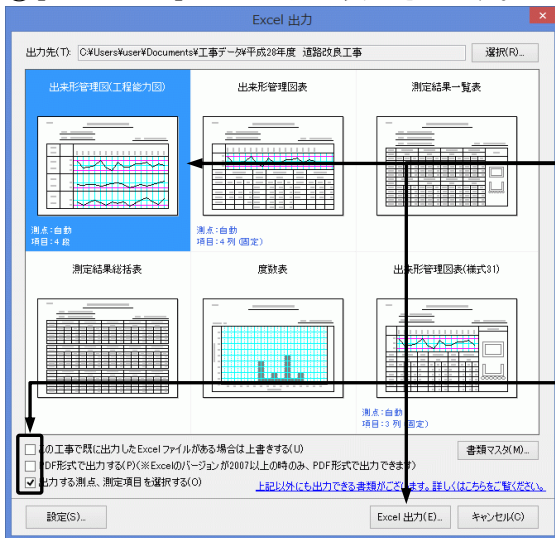 Excel 出力
出力先(T): C:¥Users¥user¥Documents¥工事データ¥平成28年度 道路改良工事
選択(R)...
出来形管理図(工程能力図)
出来形管理図表
測定結果一覧表
測点:自動
項目:4 段
測点:自動
項目:4 列 (固定)
測定結果総括表
度数表
出来形管理図表(様式31)
測点:自動
項目:3 列 (固定)
この工事で既に出力したExcel ファイルがある場合は上書きする(U)
書類マスタ(M)...
PDF形式で出力する(P)(※Excelのバージョンが2007以上の時のみ、PDF形式で出力できます)
出力する測点、測定項目を選択する(O)
上記以外にも出力できる書類がございます。詳しくはこちらをご覧ください。
設定(S)...
Excel 出力(E)...
キャンセル(C)